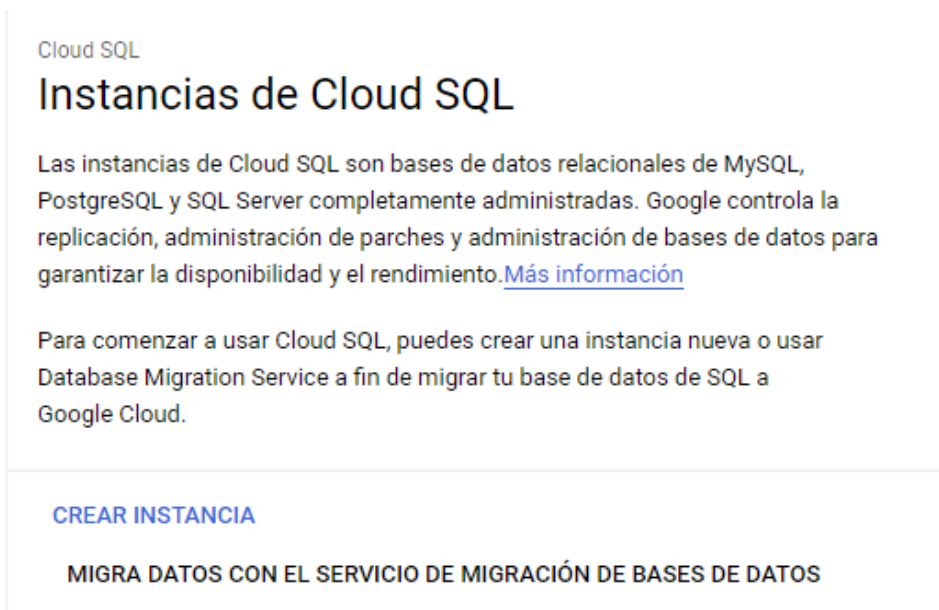 Cloud SQL
Instancias de Cloud SQL
Las instancias de Cloud SQL son bases de datos relacionales de MySQL,
PostgreSQL y SQL Server completamente administradas. Google controla la
replicación, administración de parches y administración de bases de datos para
garantizar la disponibilidad y el rendimiento.Más información
Para comenzar a usar Cloud SQL, puedes crear una instancia nueva o usar
Database Migration Service a fin de migrar tu base de datos de SQL a
Google Cloud.
CREAR INSTANCIA
MIGRA DATOS CON EL SERVICIO DE MIGRACIÓN DE BASES DE DATOS